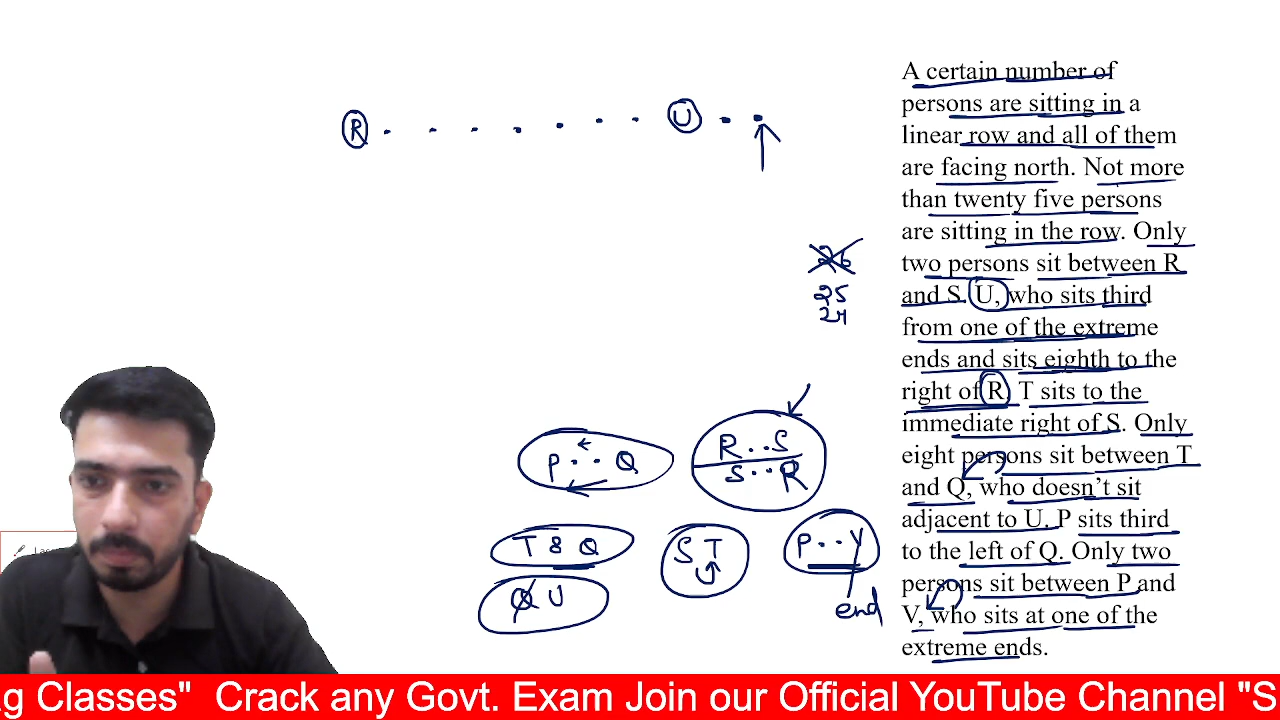 A certain number of
persons are sitting in a
linear row and all of them
are facing north. Not more
than twenty five persons
are sitting in the row. Only
two persons sit between R
and S. U, who sits third
from one of the extreme
ends and sits eighth to the
right of R. T sits to the
immediate right of S. Only
eight persons sit between T
and Q, who doesn't sit
adjacent to U. P sits third
to the left of Q. Only two
persons sit between P and
V, who sits at one of the
extreme ends.
R . . . . . . . U . .
26
25
24
P . . Q
R . . S
S . . R
T 8 Q
S T
P . . V
end
Q U
g Classes" Crack any Govt. Exam Join our Official YouTube Channel "S